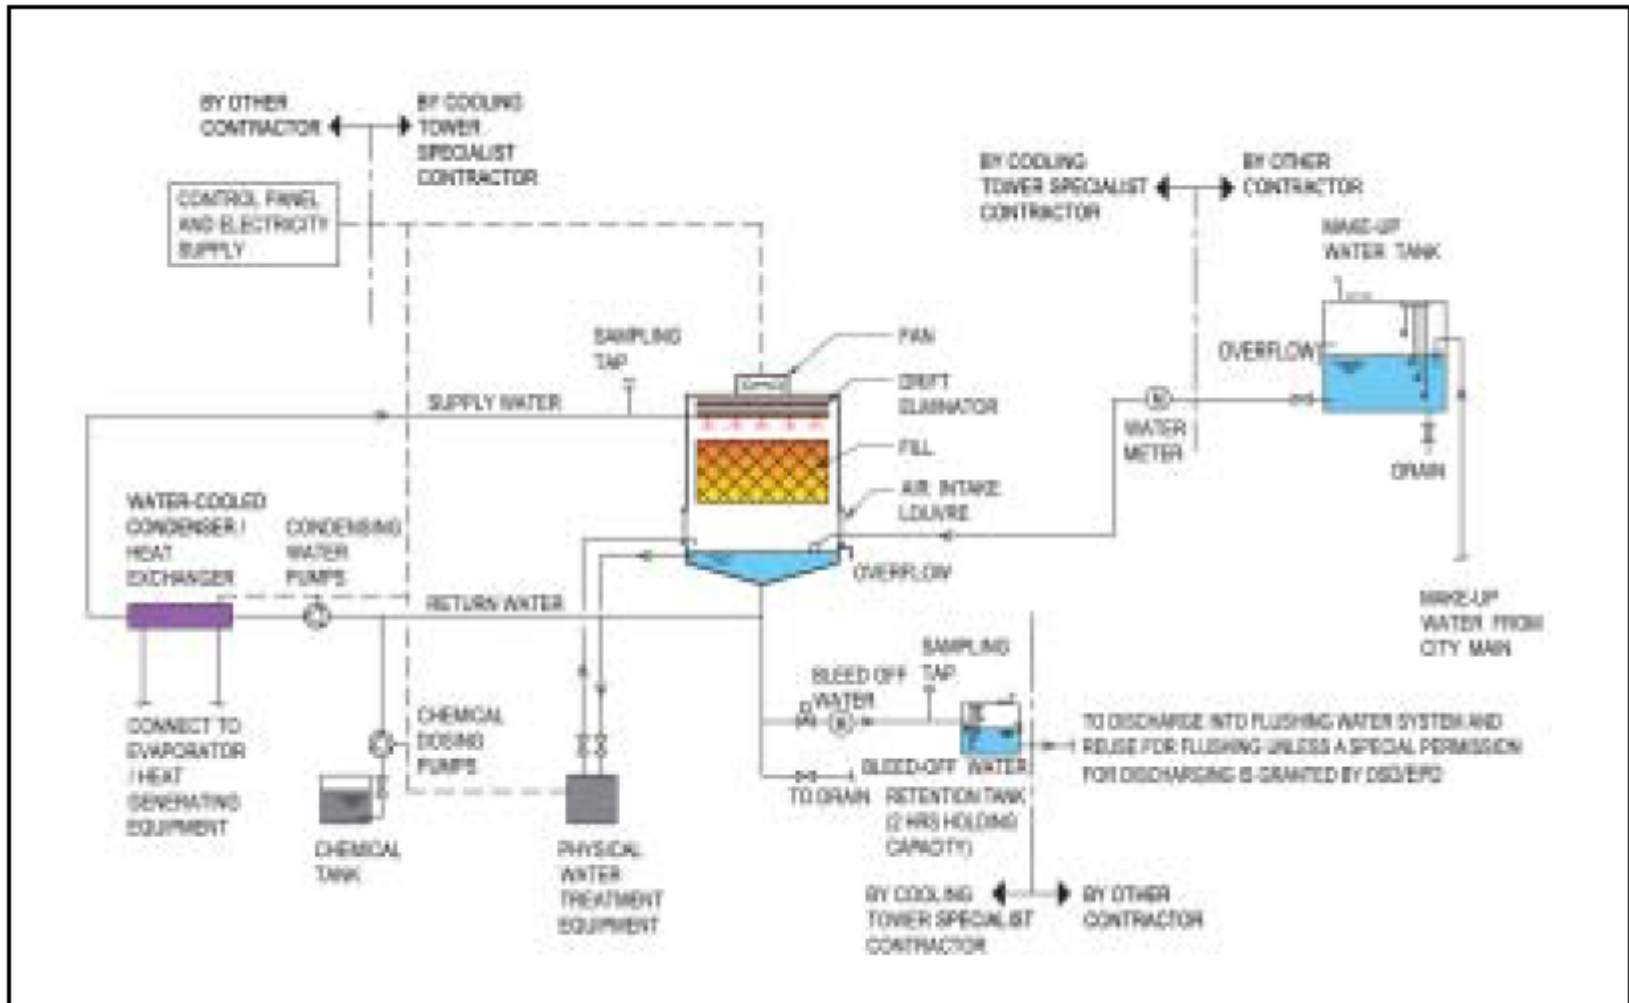 BY OTHER
CONTRACTOR
BY COOLING
TOWER
SPECIALIST
CONTRACTOR
CONTROL PANEL
AND ELECTRICITY
SUPPLY
BY COOLING
TOWER SPECIALIST
CONTRACTOR
BY OTHER
CONTRACTOR
MAKE-UP
WATER TANK
OVERFLOW
WATER
METER
DRAIN
MAKE-UP
WATER FROM
CITY MAIN
SAMPLING
TAP
SUPPLY WATER
FAN
DRIFT
ELIMINATOR
FILL
AIR INTAKE
LOUVRE
OVERFLOW
WATER-COOLED
CONDENSER /
HEAT
EXCHANGER
CONDENSING
WATER
PUMPS
RETURN WATER
CONNECT TO
EVAPORATOR
/ HEAT
GENERATING
EQUIPMENT
CHEMICAL
DOSING
PUMPS
CHEMICAL
TANK
PHYSICAL
WATER
TREATMENT
EQUIPMENT
BLEED OFF
WATER
SAMPLING
TAP
TO DRAIN
BLEED-OFF WATER
RETENTION TANK
(2 HRS HOLDING
CAPACITY)
TO DISCHARGE INTO FLUSHING WATER SYSTEM AND
REUSE FOR FLUSHING UNLESS A SPECIAL PERMISSION
FOR DISCHARGING IS GRANTED BY DSD/EPD
BY COOLING
TOWER SPECIALIST
CONTRACTOR
BY OTHER
CONTRACTOR